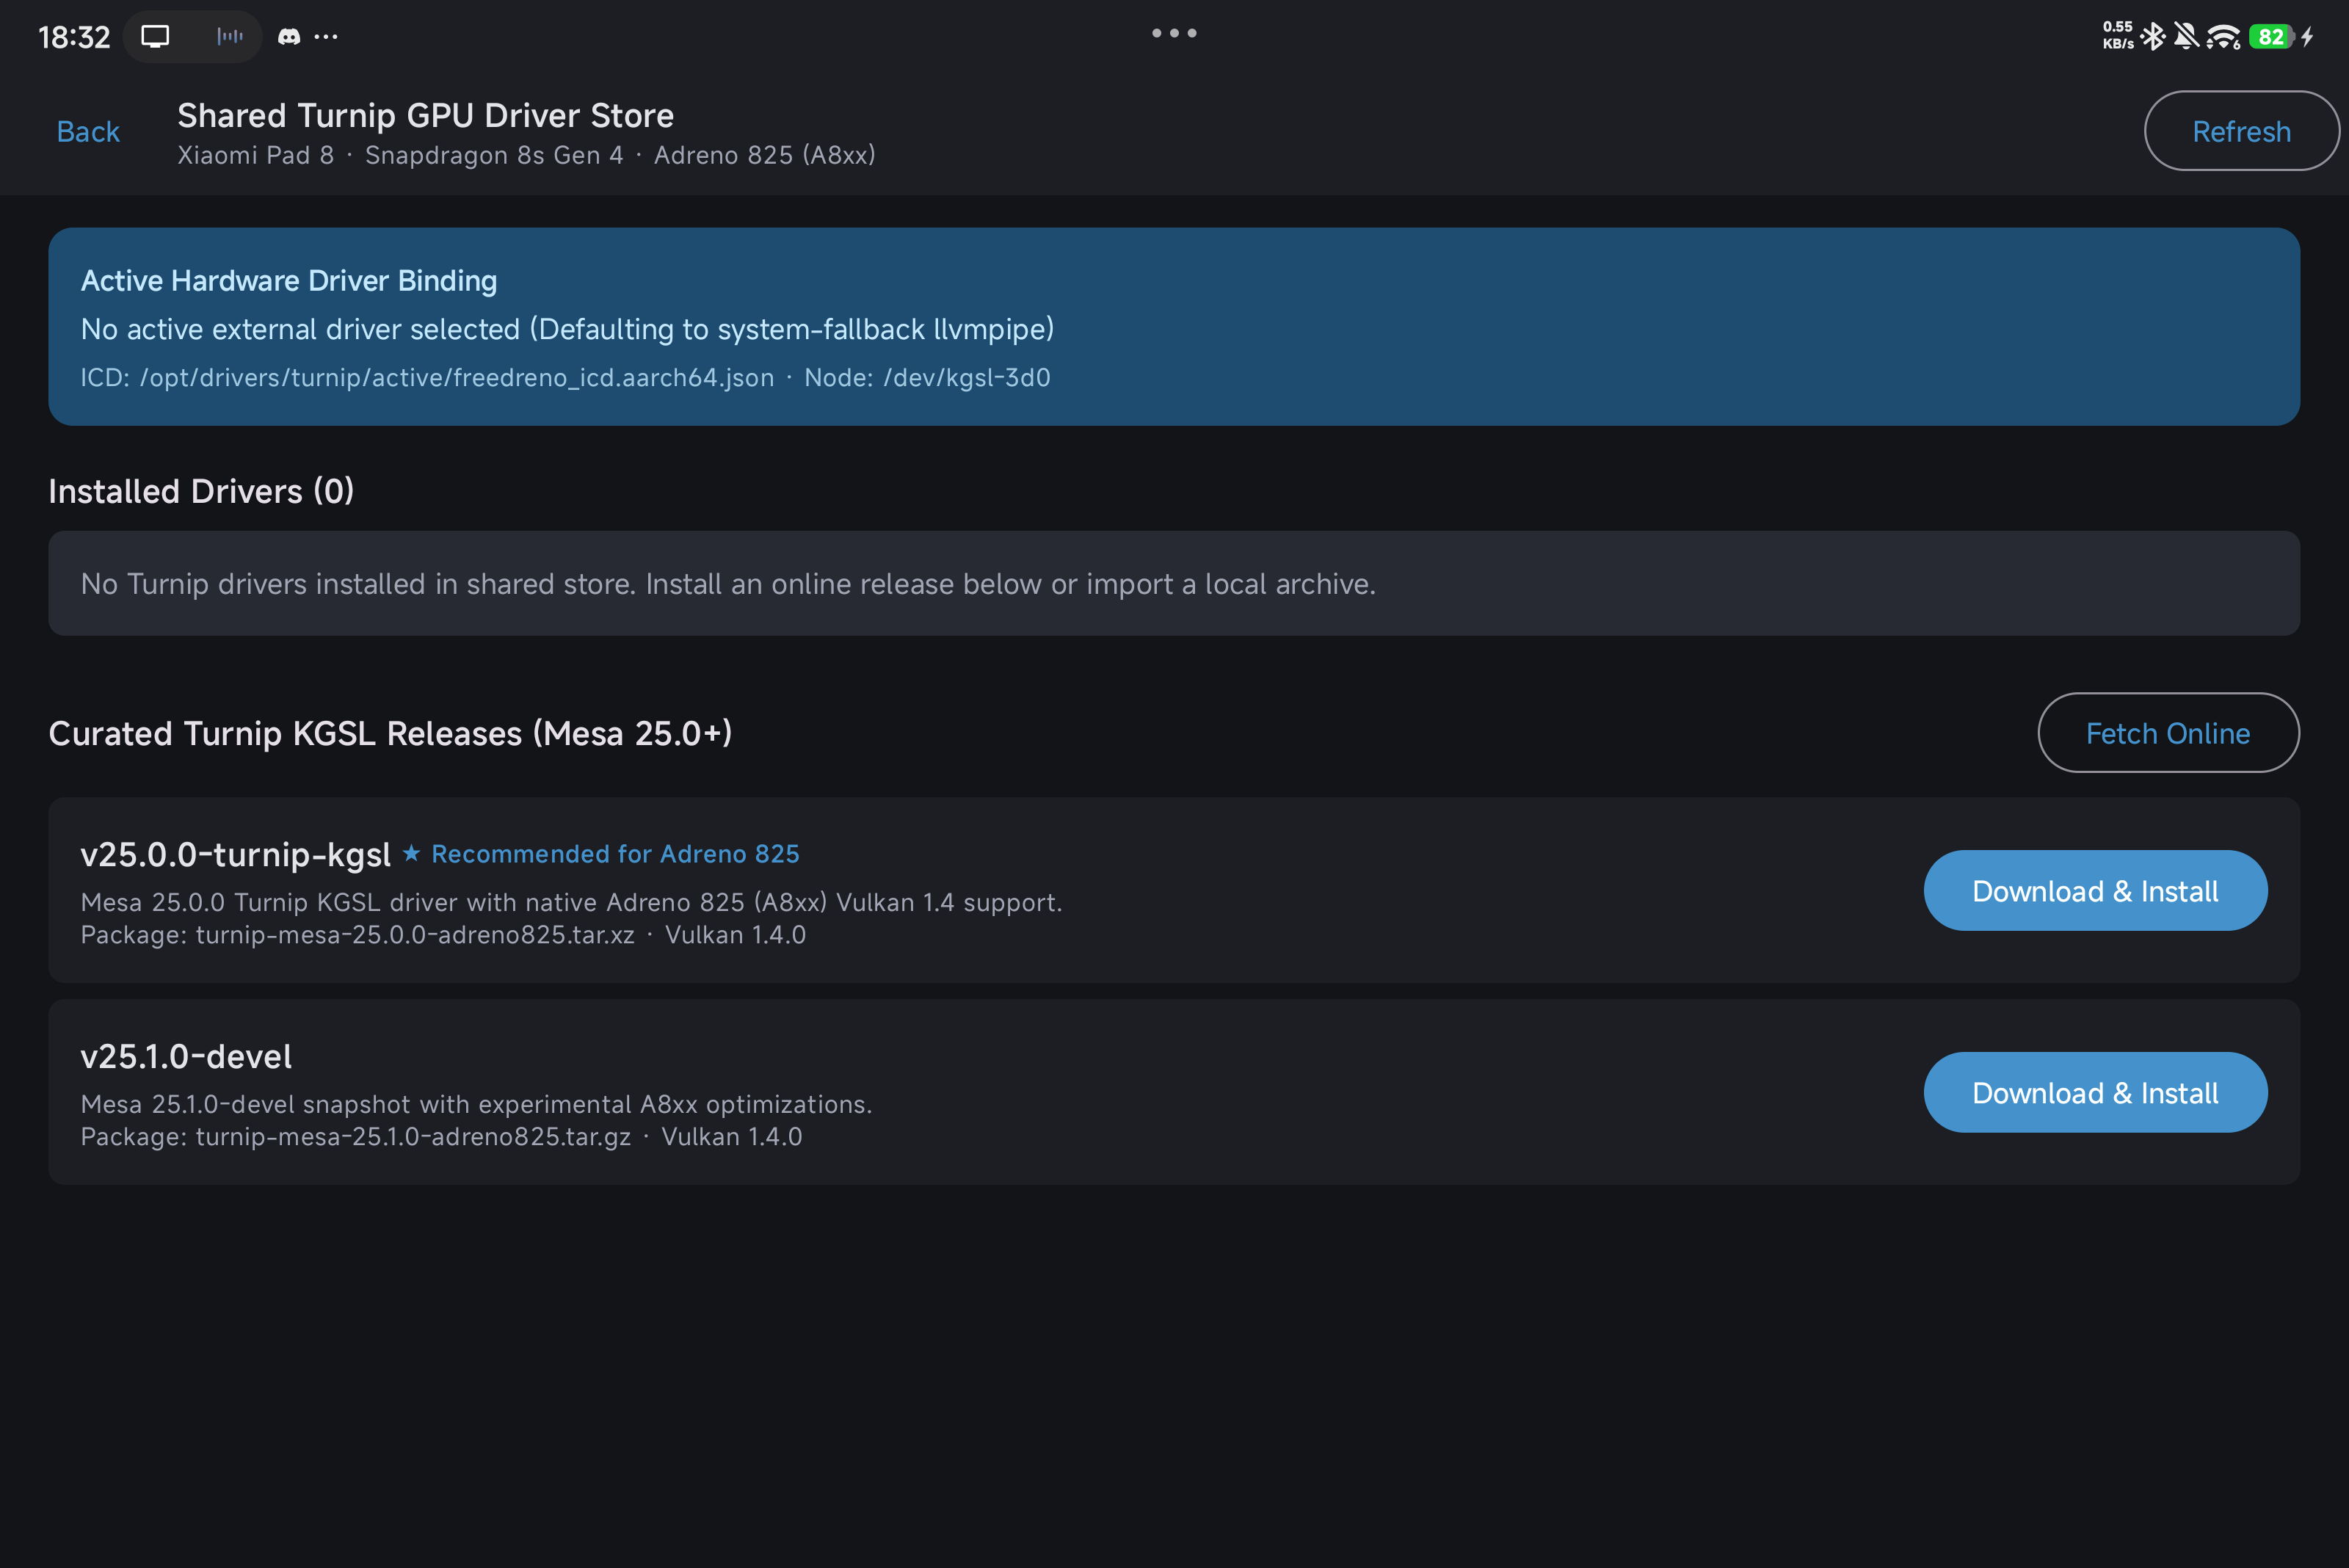 18:32
0.55
KB/s
6
82
Back
Shared Turnip GPU Driver Store
Xiaomi Pad 8 · Snapdragon 8s Gen 4 · Adreno 825 (A8xx)
Refresh
Active Hardware Driver Binding
No active external driver selected (Defaulting to system-fallback llvmpipe)
ICD: /opt/drivers/turnip/active/freedreno_icd.aarch64.json · Node: /dev/kgsl-3d0
Installed Drivers (0)
No Turnip drivers installed in shared store. Install an online release below or import a local archive.
Curated Turnip KGSL Releases (Mesa 25.0+)
Fetch Online
v25.0.0-turnip-kgsl ★ Recommended for Adreno 825
Mesa 25.0.0 Turnip KGSL driver with native Adreno 825 (A8xx) Vulkan 1.4 support.
Package: turnip-mesa-25.0.0-adreno825.tar.xz · Vulkan 1.4.0
Download & Install
v25.1.0-devel
Mesa 25.1.0-devel snapshot with experimental A8xx optimizations.
Package: turnip-mesa-25.1.0-adreno825.tar.gz · Vulkan 1.4.0
Download & Install